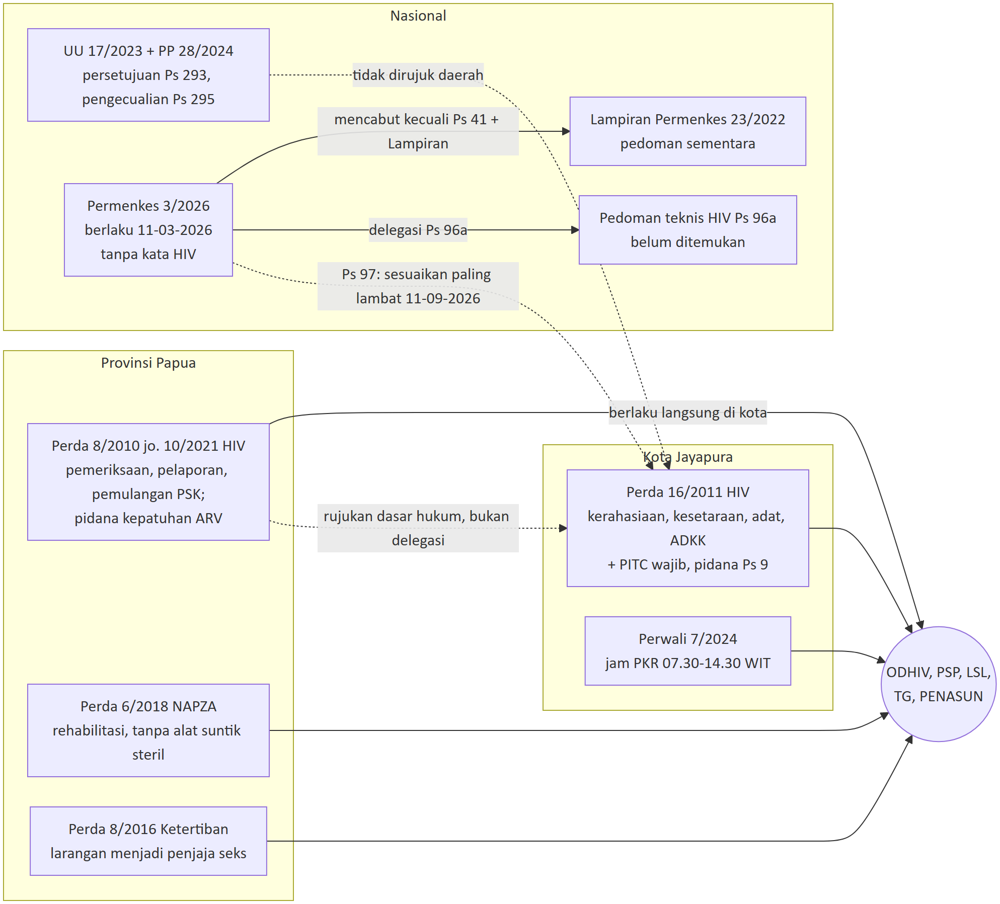 Nasional
UU 17/2023 + PP 28/2024
persetujuan Ps 293,
pengecualian Ps 295
tidak dirujuk daerah
mencabut kecuali Ps 41 +
Lampiran
Lampiran Permenkes 23/2022
pedoman sementara
Permenkes 3/2026
berlaku 11-03-2026
tanpa kata HIV
delegasi Ps 96a
Pedoman teknis HIV Ps 96a
belum ditemukan
Ps 97: sesuaikan paling
lambat 11-09-2026
Provinsi Papua
berlaku langsung di kota
Perda 8/2010 jo. 10/2021 HIV
pemeriksaan, pelaporan,
pemulangan PSK;
pidana kepatuhan ARV
rujukan dasar hukum, bukan
delegasi
Kota Jayapura
Perda 16/2011 HIV
kerahasiaan, kesetaraan, adat,
ADKK
+ PITC wajib, pidana Ps 9
Perwali 7/2024
jam PKR 07.30-14.30 WIT
ODHIV, PSP, LSL,
TG, PENASUN
Perda 6/2018 NAPZA
rehabilitasi, tanpa alat suntik
steril
Perda 8/2016 Ketertiban
larangan menjadi penjaja seks